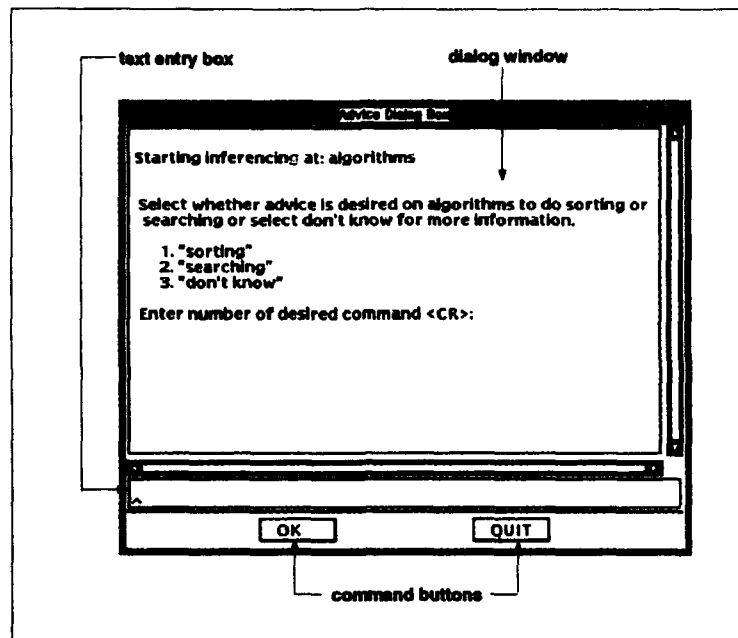 text entry box
dialog window
Advice Dialog Box
Starting inferencing at: algorithms
Select whether advice is desired on algorithms to do sorting or
searching or select don't know for more information.
1. "sorting"
2. "searching"
3. "don't know"
Enter number of desired command <CR>:
^
OK
QUIT
command buttons